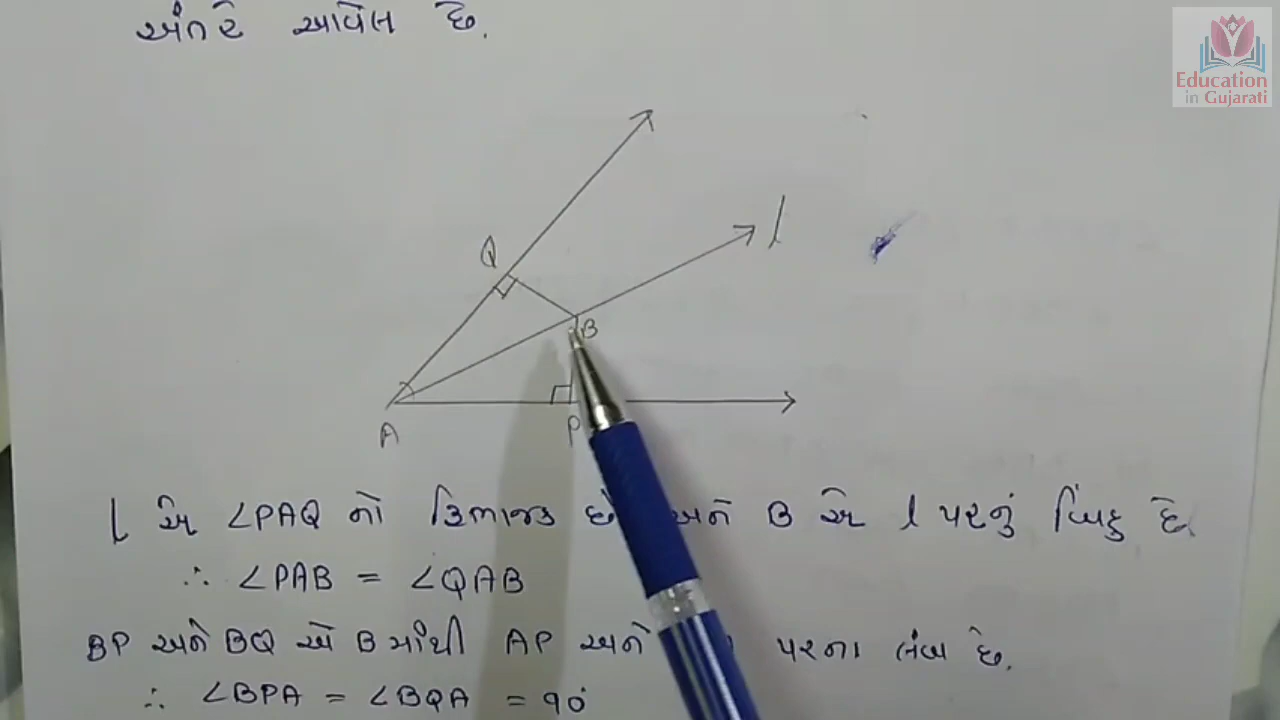 અંતરે આવેલ છે.
Education
in Gujarati
l
Q
B
A
P
l એ ∠PAQ નો દ્વિભાજક છે અને B એ l પરનું બિંદુ છે.
∴ ∠PAB = ∠QAB
BP અને BQ એ B માંથી AP અને પરના લંબ છે.
∴ ∠BPA = ∠BQA = ૯૦°